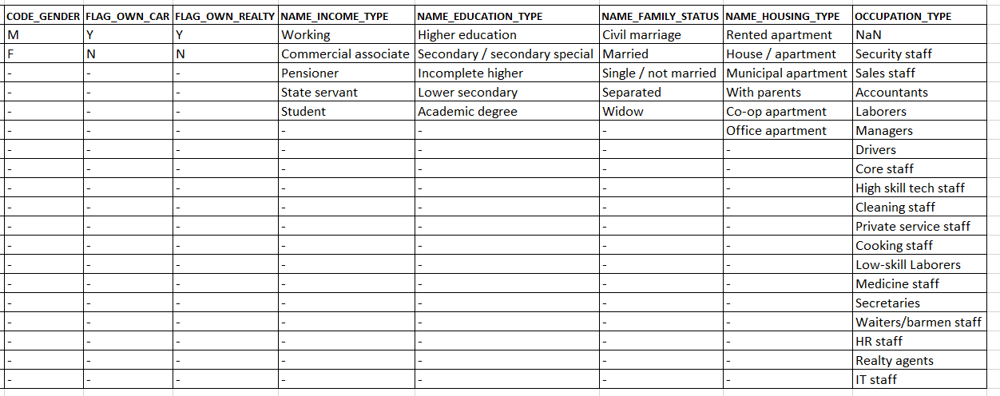 CODE_GENDER FLAG_OWN_CAR FLAG_OWN_REALTY NAME_INCOME_TYPE NAME_EDUCATION_TYPE NAME_FAMILY_STATUS NAME_HOUSING_TYPE OCCUPATION_TYPE
M Y Y Working Higher education Civil marriage Rented apartment NaN
F N N Commercial associate Secondary / secondary special Married House / apartment Security staff
- - - Pensioner Incomplete higher Single / not married Municipal apartment Sales staff
- - - State servant Lower secondary Separated With parents Accountants
- - - Student Academic degree Widow Co-op apartment Laborers
- - - - - - Office apartment Managers
- - - - - - - Drivers
- - - - - - - Core staff
- - - - - - - High skill tech staff
- - - - - - - Cleaning staff
- - - - - - - Private service staff
- - - - - - - Cooking staff
- - - - - - - Low-skill Laborers
- - - - - - - Medicine staff
- - - - - - - Secretaries
- - - - - - - Waiters/barmen staff
- - - - - - - HR staff
- - - - - - - Realty agents
- - - - - - - IT staff